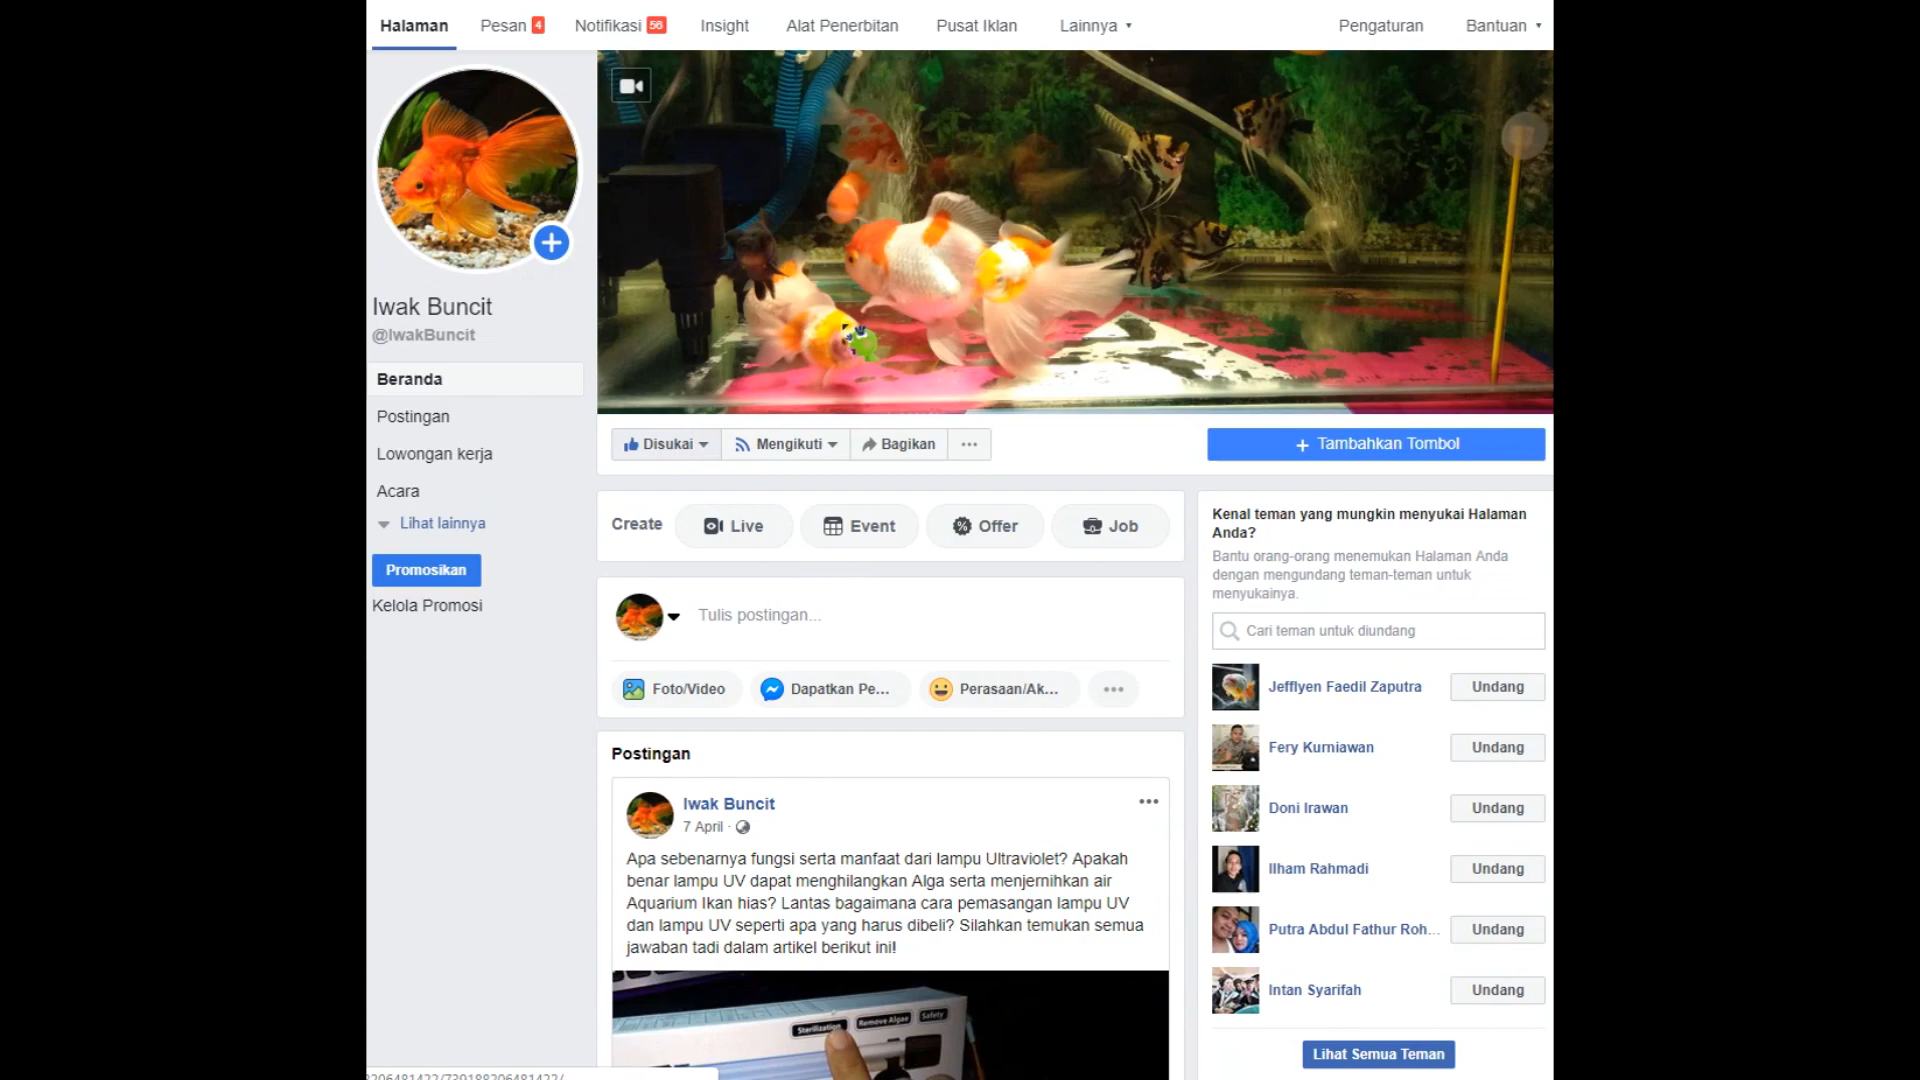 Halaman Pesan 4 Notifikasi 56 Insight Alat Penerbitan Pusat Iklan Lainnya Pengaturan Bantuan
Iwak Buncit
@IwakBuncit
Beranda
Postingan
Lowongan kerja
Acara
Lihat lainnya
Promosikan
Kelola Promosi
Disukai Mengikuti Bagikan
+ Tambahkan Tombol
Create Live Event Offer Job
Tulis postingan...
Foto/Video Dapatkan Pe... Perasaan/Ak...
Postingan
Iwak Buncit
7 April ·
Apa sebenarnya fungsi serta manfaat dari lampu Ultraviolet? Apakah
benar lampu UV dapat menghilangkan Alga serta menjernihkan air
Aquarium Ikan hias? Lantas bagaimana cara pemasangan lampu UV
dan lampu UV seperti apa yang harus dibeli? Silahkan temukan semua
jawaban tadi dalam artikel berikut ini!
Sterilization Remove Algae Safety
Kenal teman yang mungkin menyukai Halaman
Anda?
Bantu orang-orang menemukan Halaman Anda
dengan mengundang teman-teman untuk
menyukainya.
Cari teman untuk diundang
Jefflyen Faedil Zaputra Undang
Fery Kurniawan Undang
Doni Irawan Undang
Ilham Rahmadi Undang
Putra Abdul Fathur Roh... Undang
Intan Syarifah Undang
Lihat Semua Teman